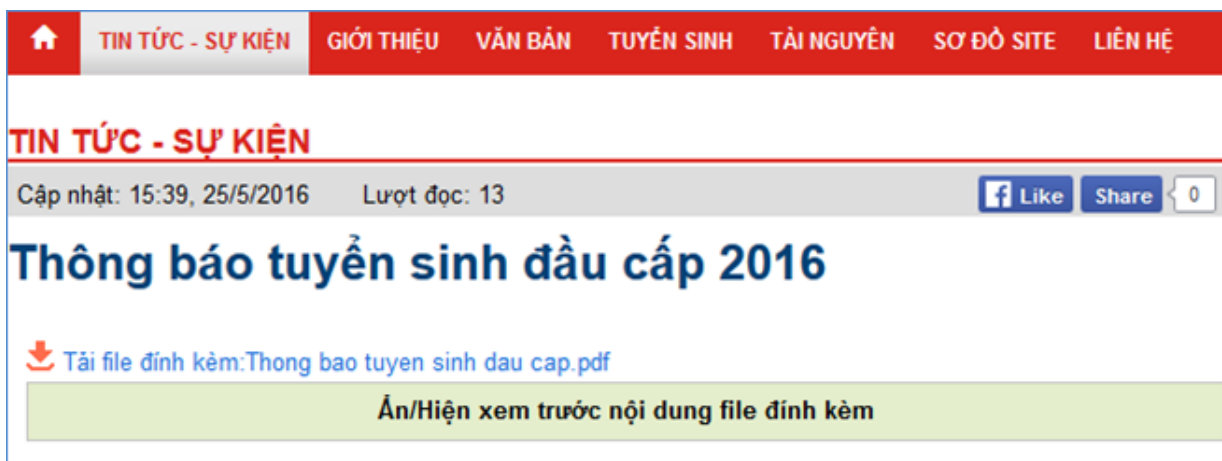 TIN TỨC - SỰ KIỆN GIỚI THIỆU VĂN BẢN TUYỂN SINH TÀI NGUYÊN SƠ ĐỒ SITE LIÊN HỆ
TIN TỨC - SỰ KIỆN
Cập nhật: 15:39, 25/5/2016 Lượt đọc: 13 Like Share 0
Thông báo tuyển sinh đầu cấp 2016
Tải file đính kèm:Thong bao tuyen sinh dau cap.pdf
Ẩn/Hiện xem trước nội dung file đính kèm